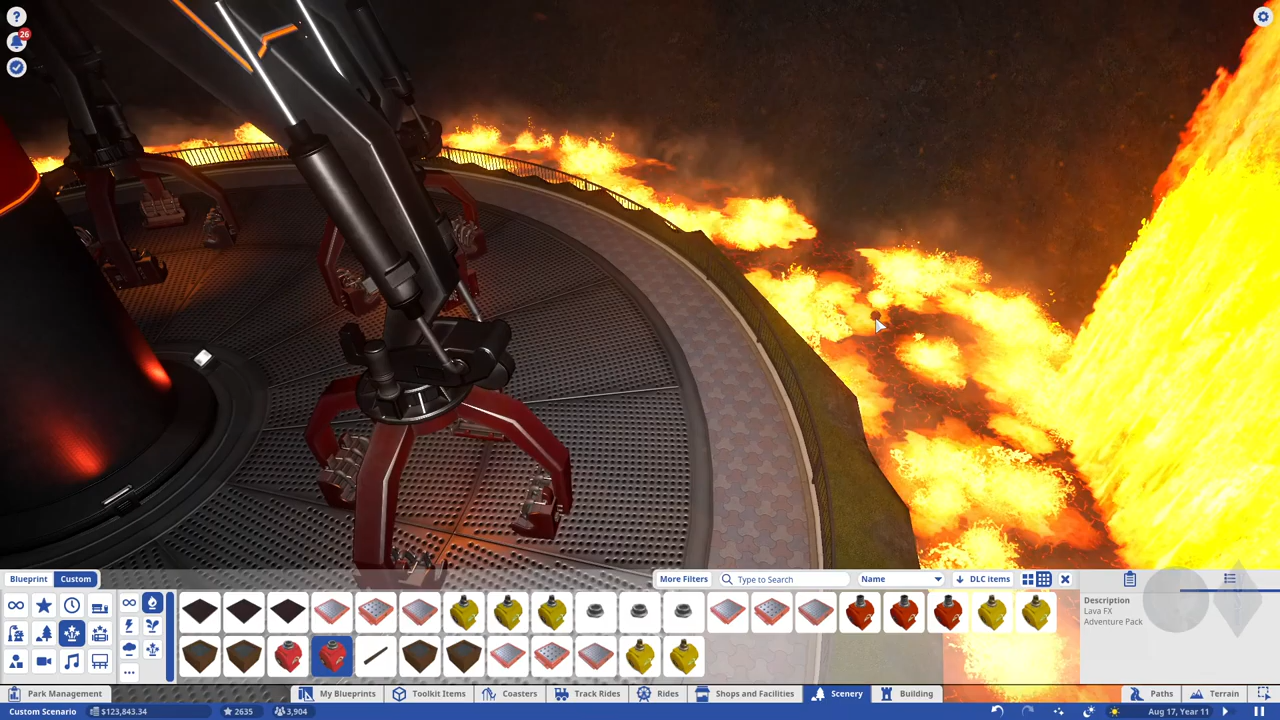 ?
26
Blueprint Custom
More Filters Type to Search Name DLC items
Description
Lava FX
Adventure Pack
Park Management My Blueprints Toolkit Items Coasters Track Rides Rides Shops and Facilities Scenery Building Paths Terrain
Custom Scenario $123,843.34 2635 3,904 Aug 17, Year 11